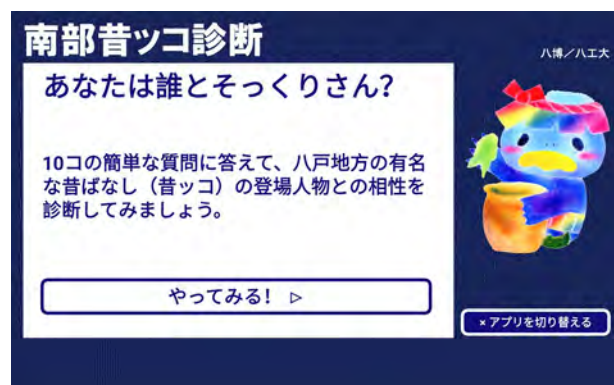 南部昔ッコ診断
八博／八工大
あなたは誰とそっくりさん？
10コの簡単な質問に答えて、八戸地方の有名
な昔ばなし（昔ッコ）の登場人物との相性を
診断してみましょう。
やってみる！ ▷
×アプリを切り替える